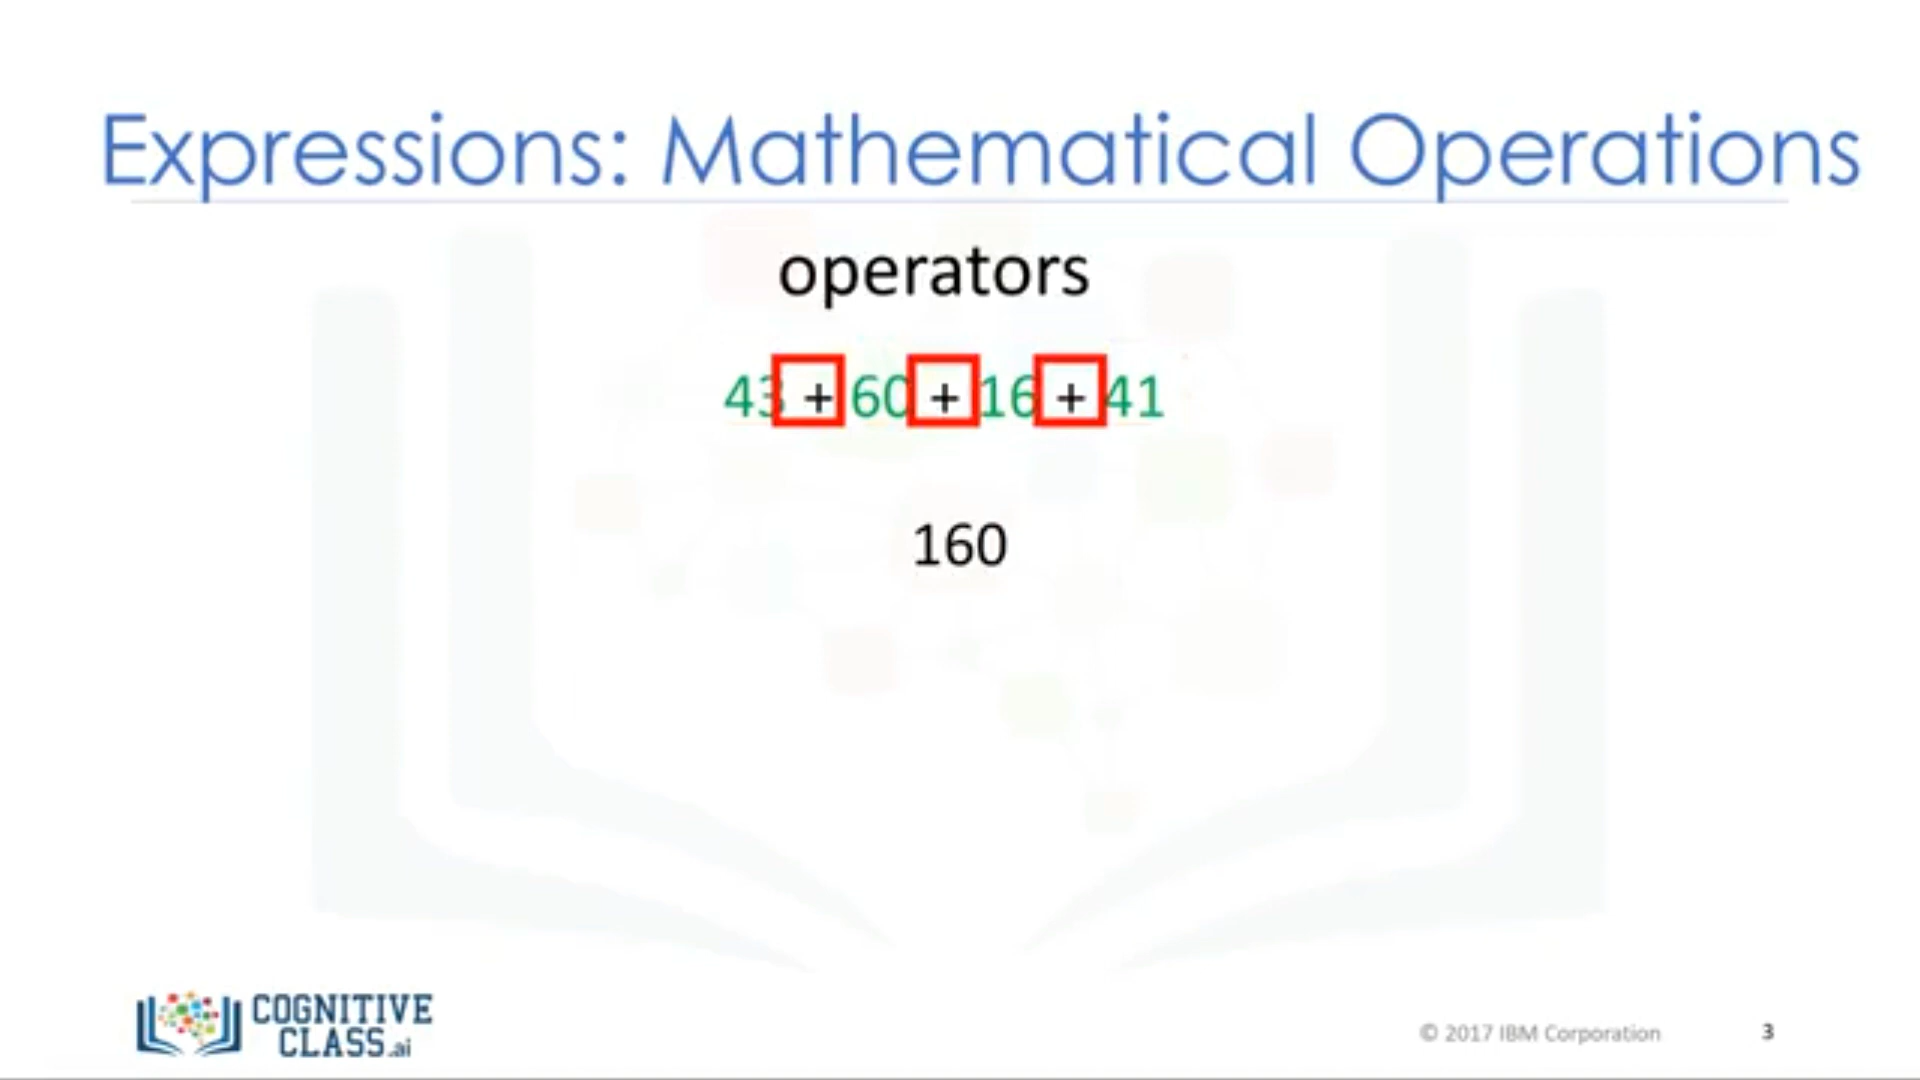 Expressions: Mathematical Operations
operators
43 + 60 + 16 + 41
160
COGNITIVE
CLASS.ai
© 2017 IBM Corporation 3